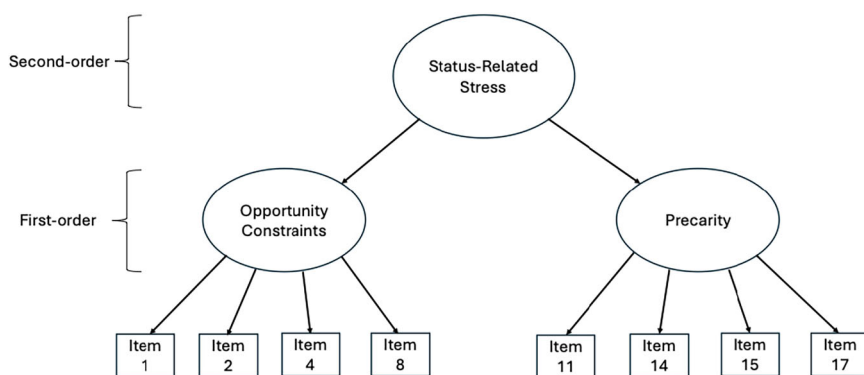 Second-order
Status-Related
Stress
First-order
Opportunity
Constraints
Precarity
Item
1
Item
2
Item
4
Item
8
Item
11
Item
14
Item
15
Item
17